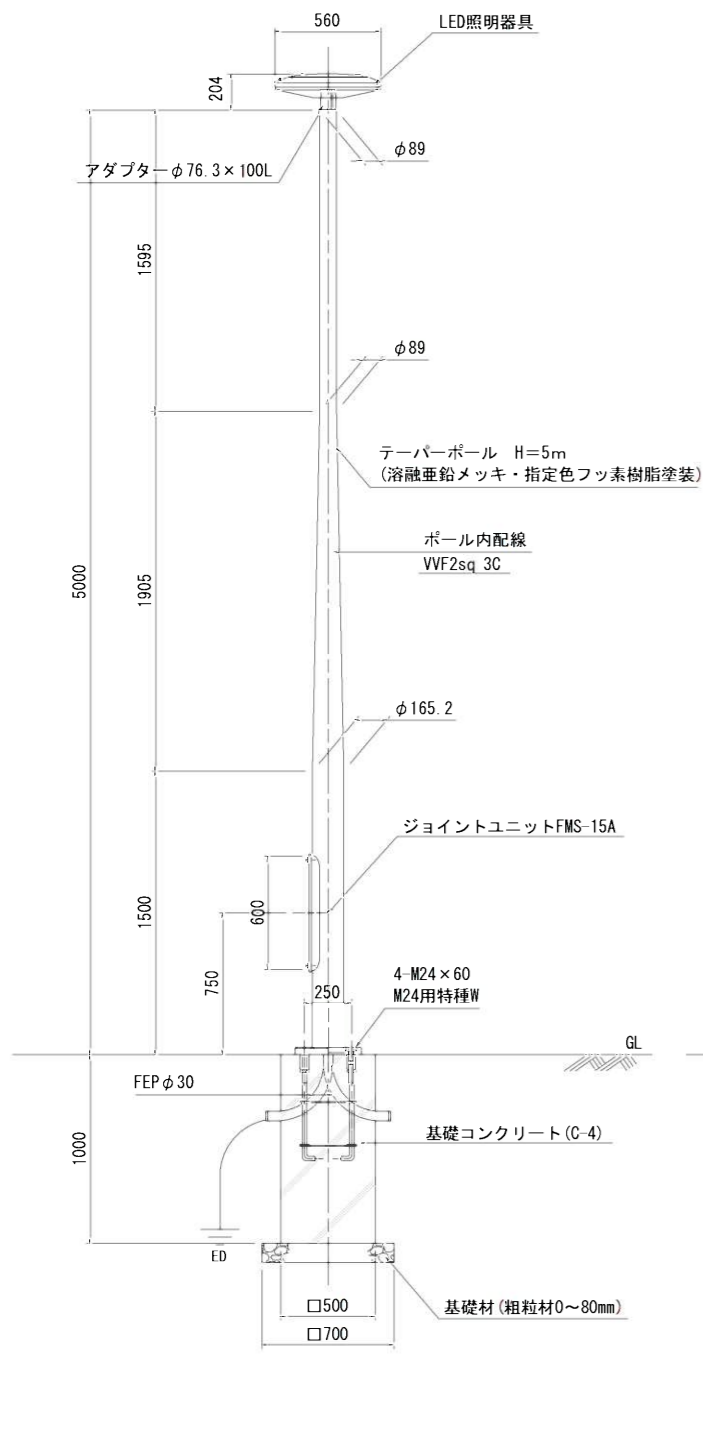 560
LED照明器具
204
φ89
アダプターφ76.3×100L
1595
φ89
テーパーポール H=5m
(溶融亜鉛メッキ・指定色フッ素樹脂塗装)
ポール内配線
VVF2sq 3C
5000
1905
φ165.2
ジョイントユニットFMS-15A
600
1500
750
4-M24×60
M24用特種W
250
GL
FEPφ30
基礎コンクリート(C-4)
1000
ED
□500
基礎材(粗粒材0〜80mm)
□700